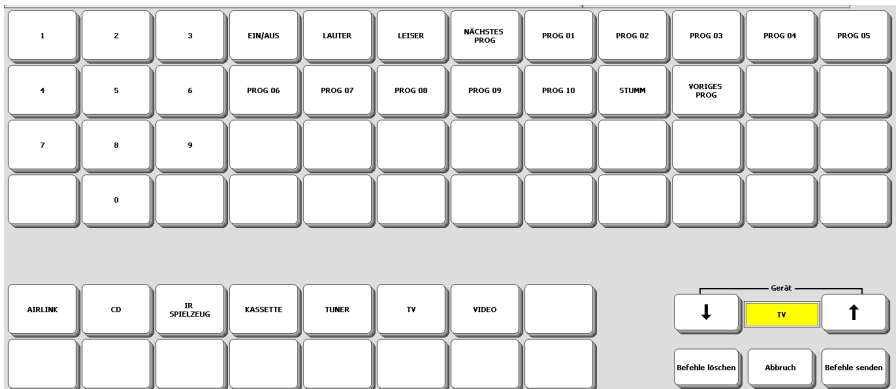 1 2 3 EIN/AUS LAUTER LEISER NÄCHSTES PROG PROG 01 PROG 02 PROG 03 PROG 04 PROG 05
4 5 6 PROG 06 PROG 07 PROG 08 PROG 09 PROG 10 STUMM VORIGES PROG
7 8 9
0
Gerät
AIRLINK CD IR SPIELZEUG KASSETTE TUNER TV VIDEO ↓ TV ↑
Befehle löschen Abbruch Befehle senden